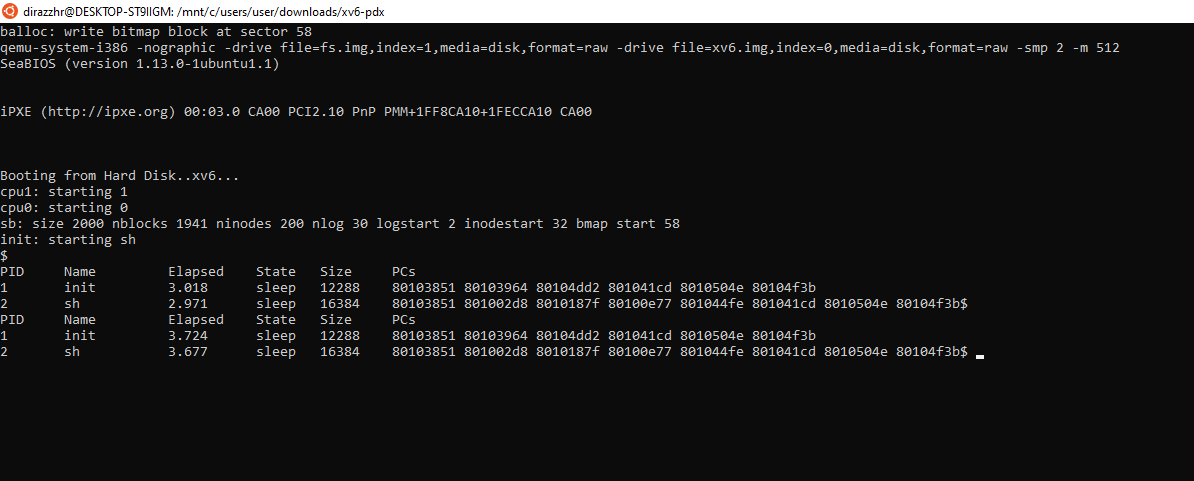 dirazzhr@DESKTOP-ST9IIGM: /mnt/c/users/user/downloads/xv6-pdx
balloc: write bitmap block at sector 58
qemu-system-i386 -nographic -drive file=fs.img,index=1,media=disk,format=raw -drive file=xv6.img,index=0,media=disk,format=raw -smp 2 -m 512
SeaBIOS (version 1.13.0-1ubuntu1.1)
iPXE (http://ipxe.org) 00:03.0 CA00 PCI2.10 PnP PMM+1FF8CA10+1FECCA10 CA00
Booting from Hard Disk..xv6...
cpu1: starting 1
cpu0: starting 0
sb: size 2000 nblocks 1941 ninodes 200 nlog 30 logstart 2 inodestart 32 bmap start 58
init: starting sh
$
PID     Name         Elapsed    State   Size     PCs
1       init         3.018      sleep   12288    80103851 80103964 80104dd2 801041cd 8010504e 80104f3b
2       sh           2.971      sleep   16384    80103851 801002d8 8010187f 80100e77 801044fe 801041cd 8010504e 80104f3b$
PID     Name         Elapsed    State   Size     PCs
1       init         3.724      sleep   12288    80103851 80103964 80104dd2 801041cd 8010504e 80104f3b
2       sh           3.677      sleep   16384    80103851 801002d8 8010187f 80100e77 801044fe 801041cd 8010504e 80104f3b$